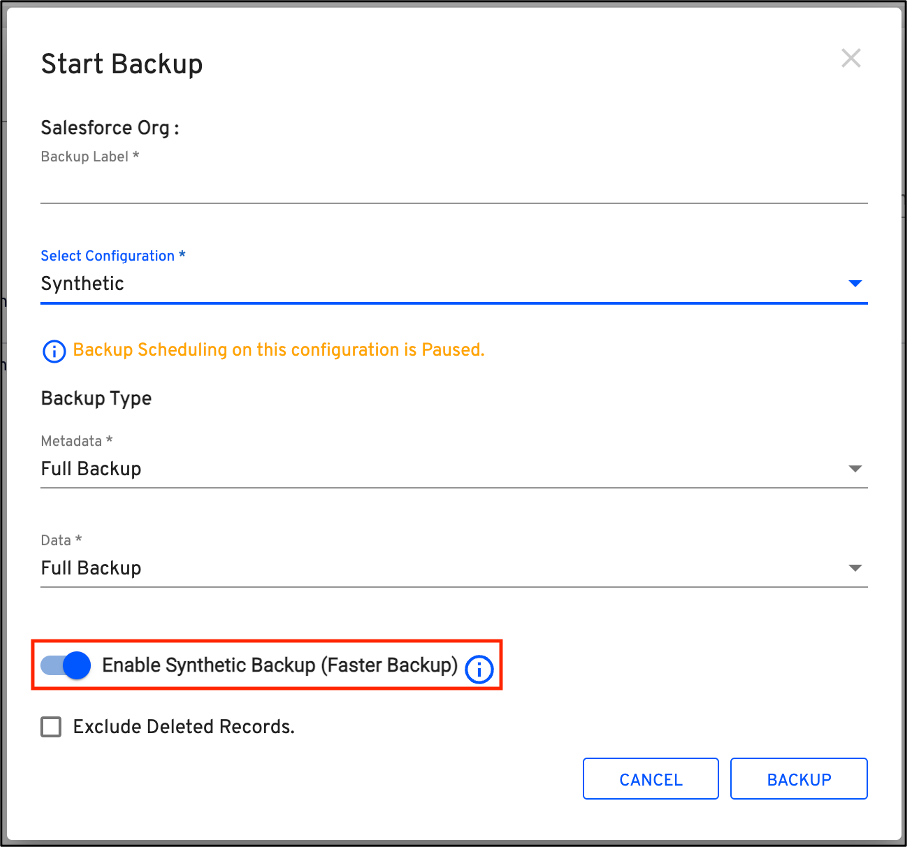 Start Backup
Salesforce Org :
Backup Label *
Select Configuration *
Synthetic
Backup Scheduling on this configuration is Paused.
Backup Type
Metadata *
Full Backup
Data *
Full Backup
Enable Synthetic Backup (Faster Backup)
Exclude Deleted Records.
CANCEL BACKUP